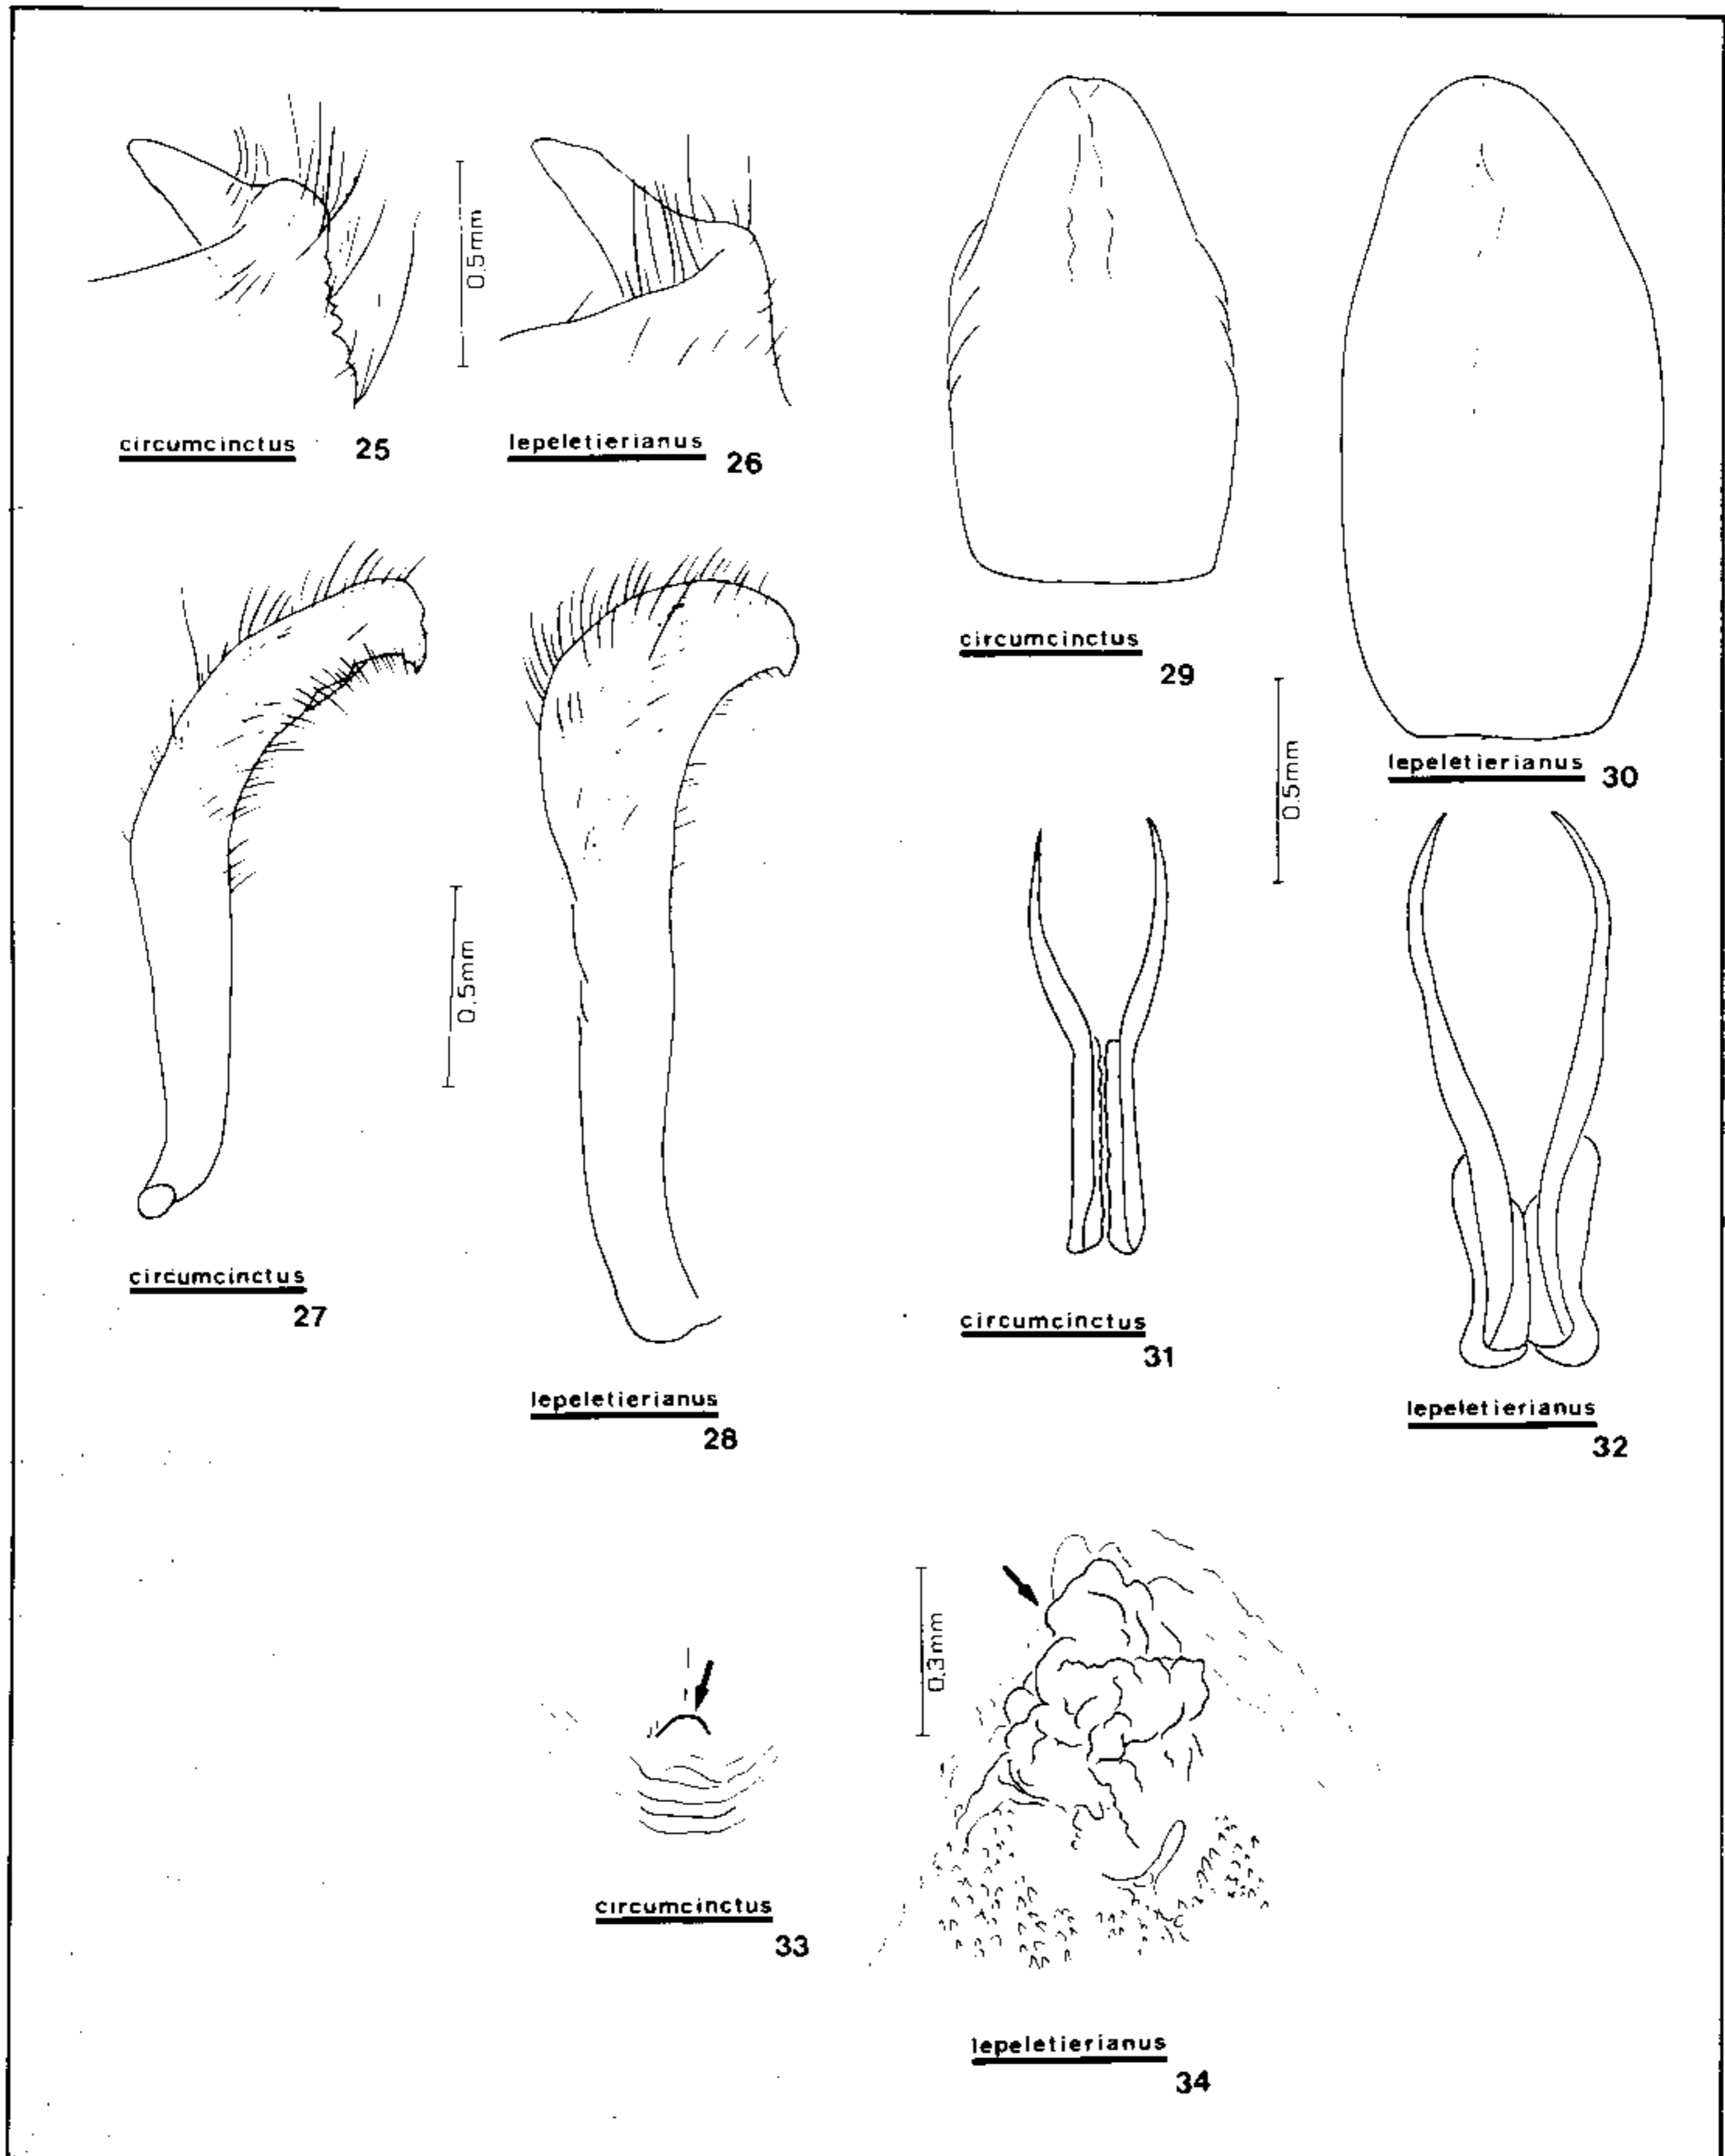 0.5mm
circumcinctus 25
lepeletierianus 26
circumcinctus
29
lepeletierianus 30
0.5mm
0.5mm
circumcinctus
27
lepeletierianus
28
circumcinctus
31
lepeletierianus
32
0.3mm
circumcinctus
33
lepeletierianus
34